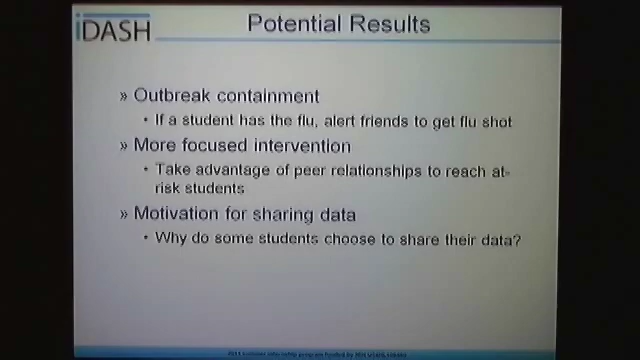 iDASH
Potential Results
» Outbreak containment
• If a student has the flu, alert friends to get flu shot
» More focused intervention
• Take advantage of peer relationships to reach at-
risk students
» Motivation for sharing data
• Why do some students choose to share their data?